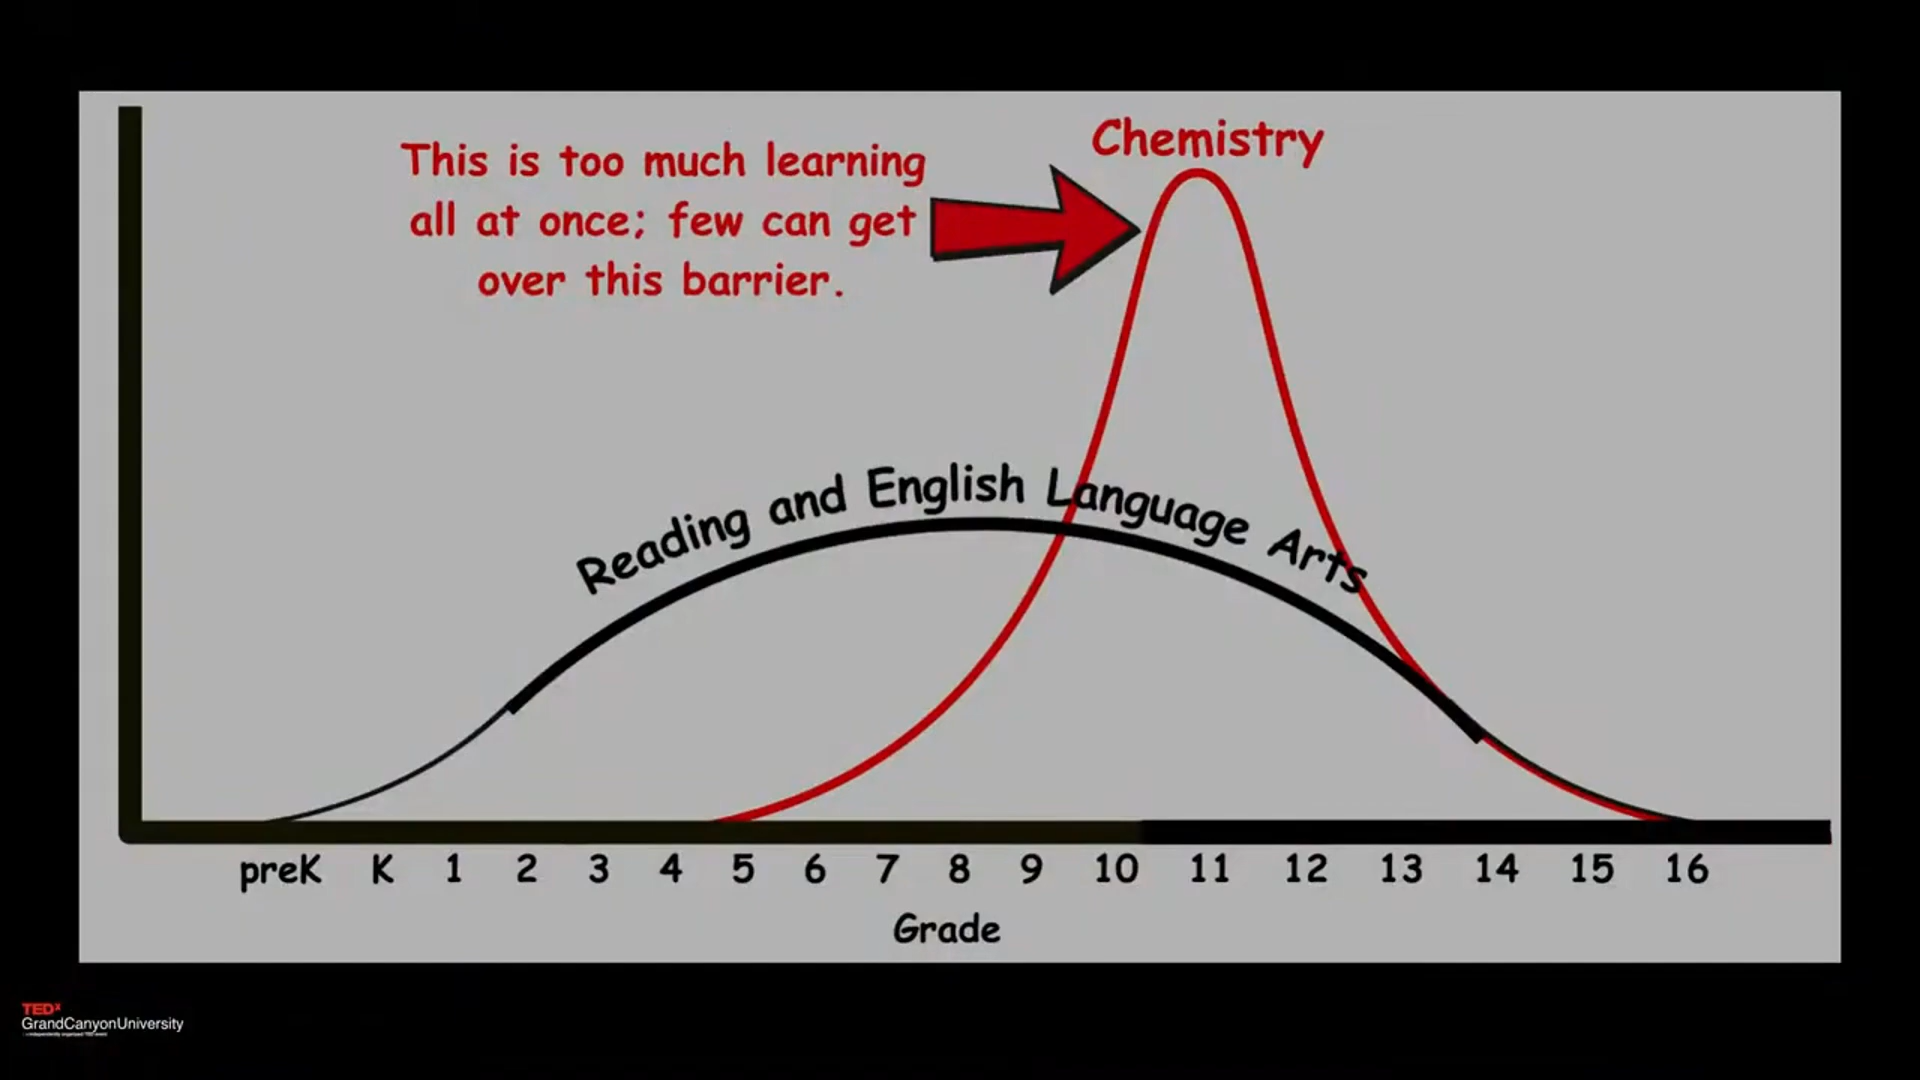 Chemistry
This is too much learning
all at once; few can get
over this barrier.
Reading and English Language Arts
preK K 1 2 3 4 5 6 7 8 9 10 11 12 13 14 15 16
Grade
TEDx
GrandCanyonUniversity